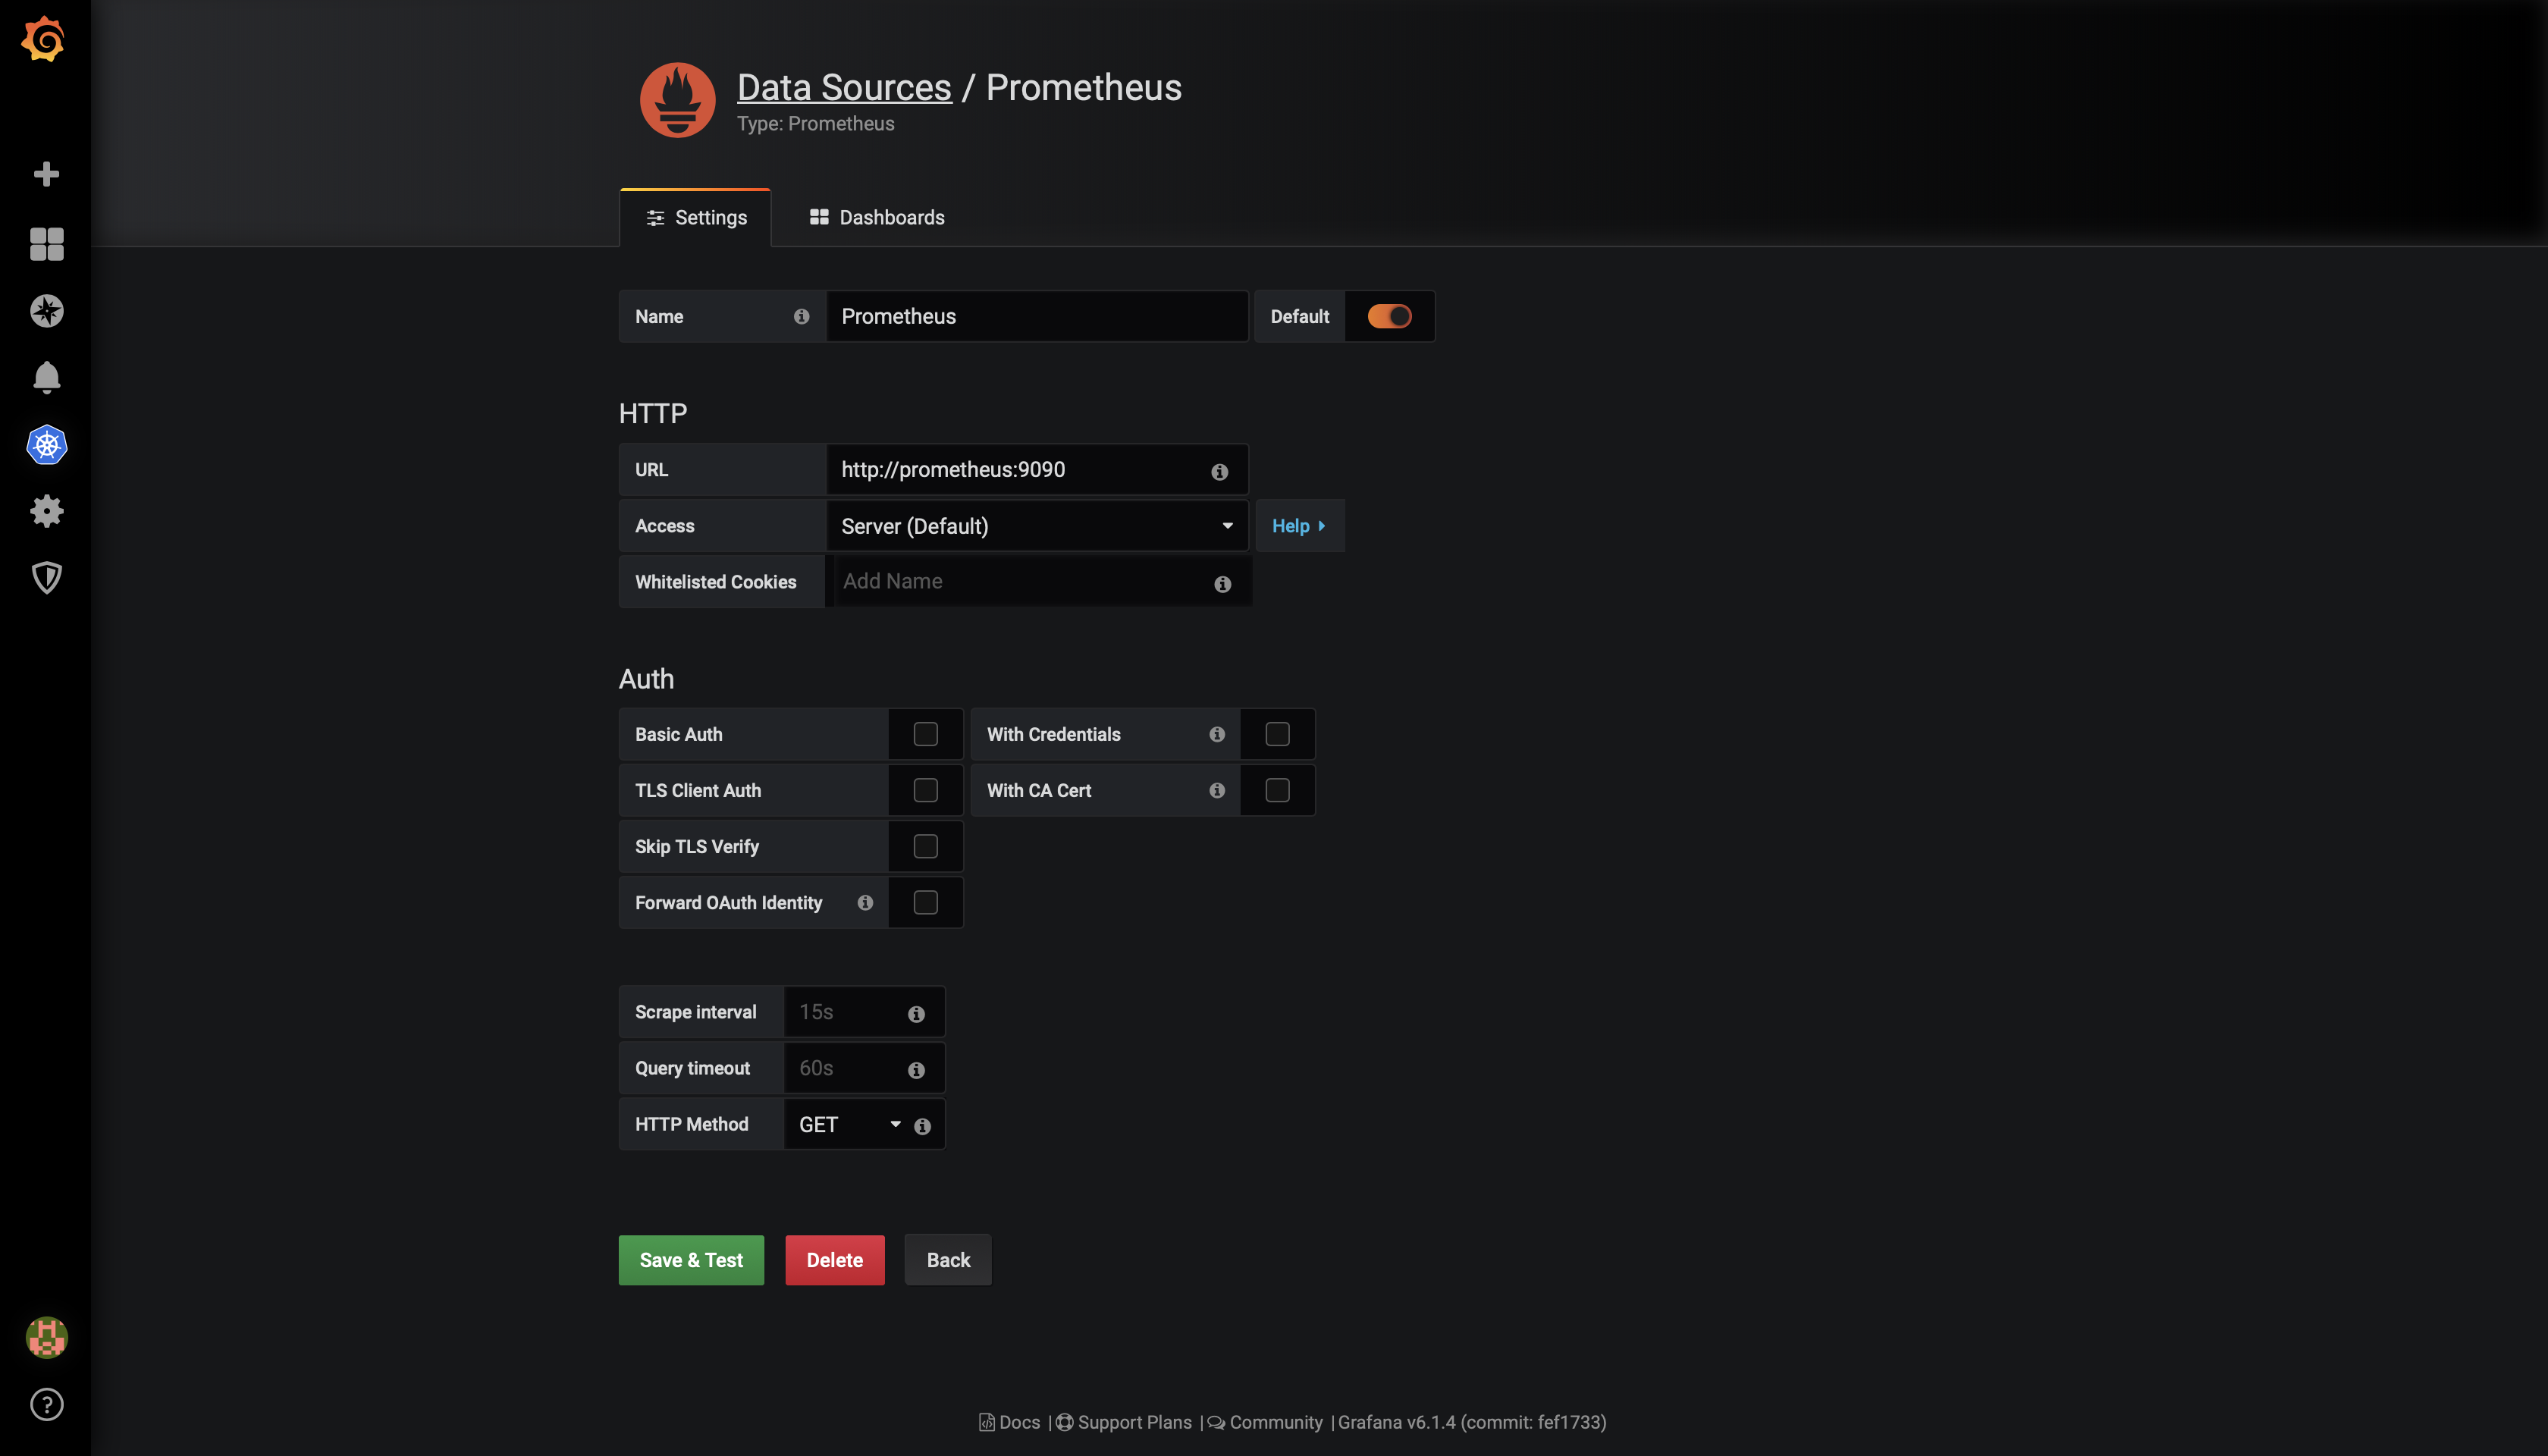 Data Sources / Prometheus
Type: Prometheus
Settings
Dashboards
Name
Prometheus
Default
HTTP
URL
http://prometheus:9090
Access
Server (Default)
Help
Whitelisted Cookies
Add Name
Auth
Basic Auth
With Credentials
TLS Client Auth
With CA Cert
Skip TLS Verify
Forward OAuth Identity
Scrape interval
15s
Query timeout
60s
HTTP Method
GET
Save & Test
Delete
Back
Docs | Support Plans | Community | Grafana v6.1.4 (commit: fef1733)